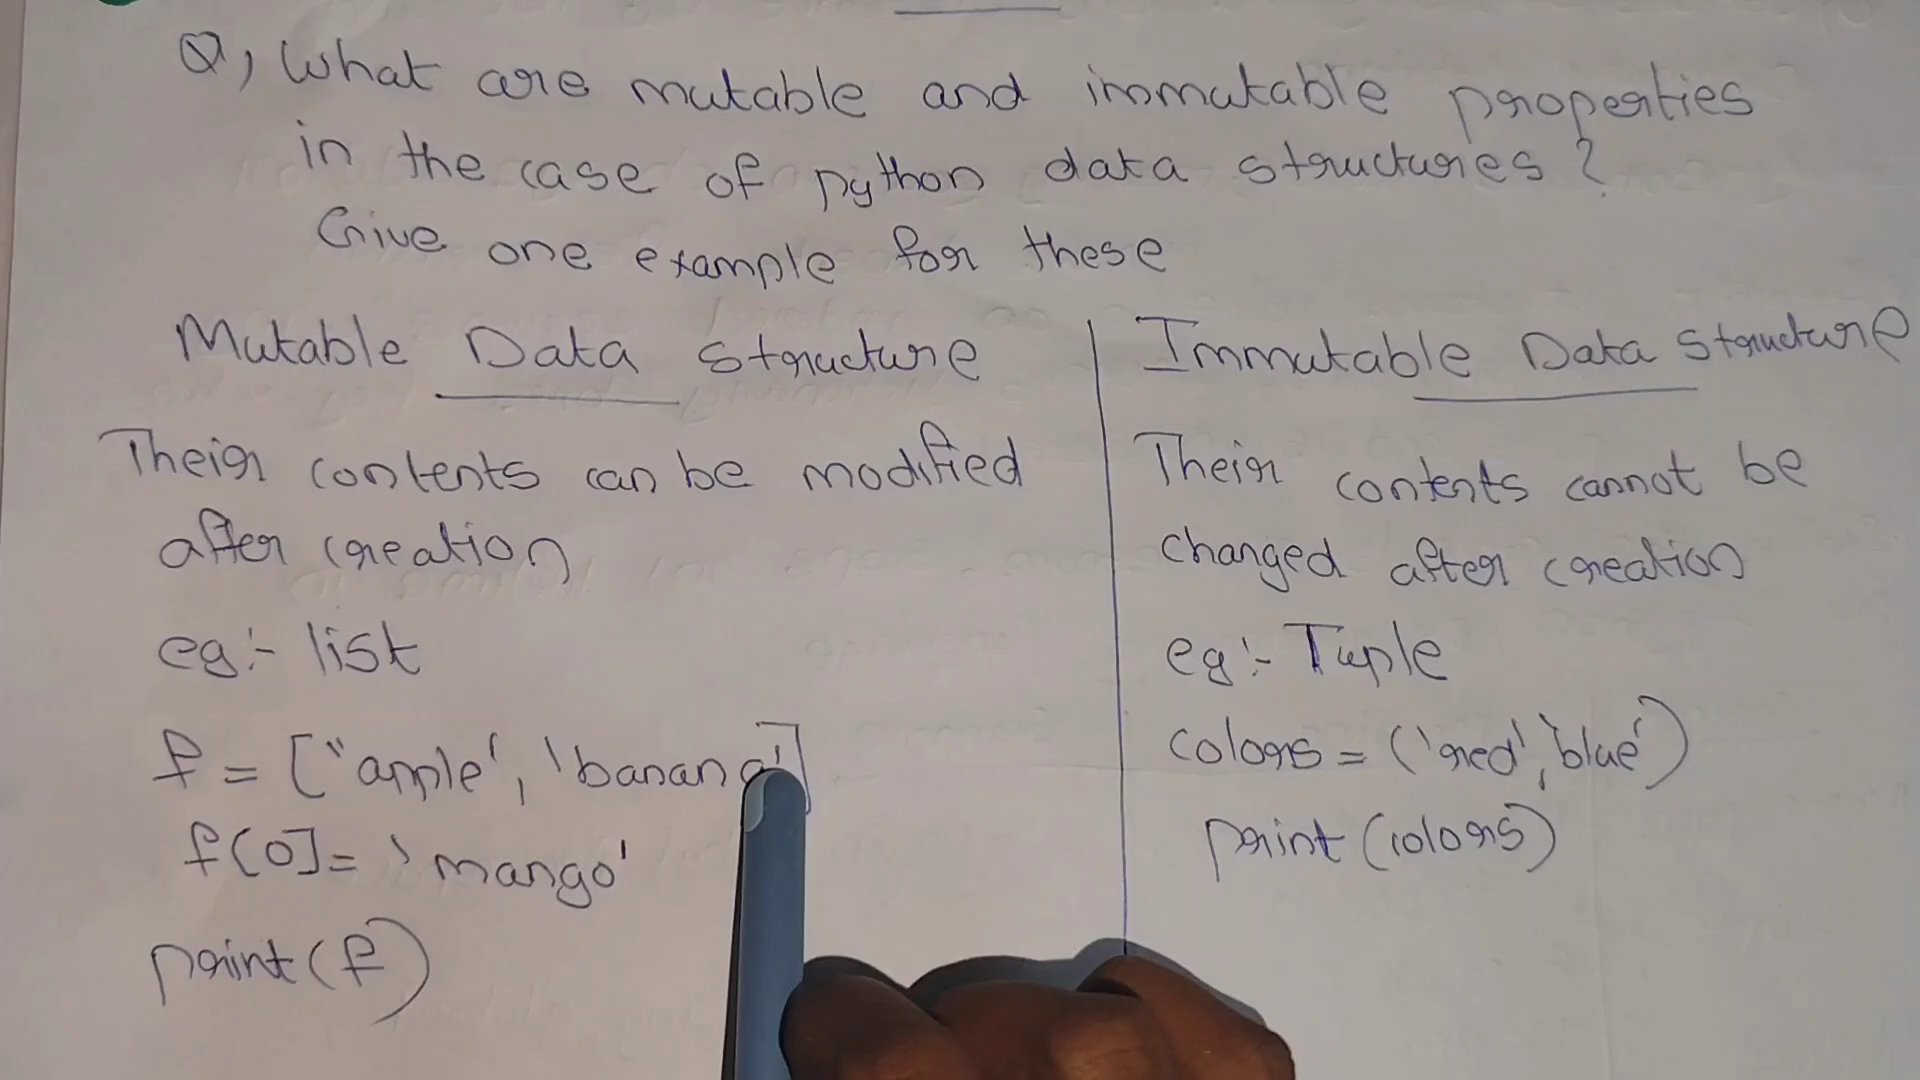 Q, What are mutable and immutable properties
in the case of python data structures?
Give one example for these
Mutable Data structure
Their contents can be modified
after creation
eg:- list
f = ["apple', 'banana']
f[0]= 'mango'
print(f)
Immutable Data structure
Their contents cannot be
changed after creation
eg:- Tuple
colors = ('red', 'blue')
print (colors)